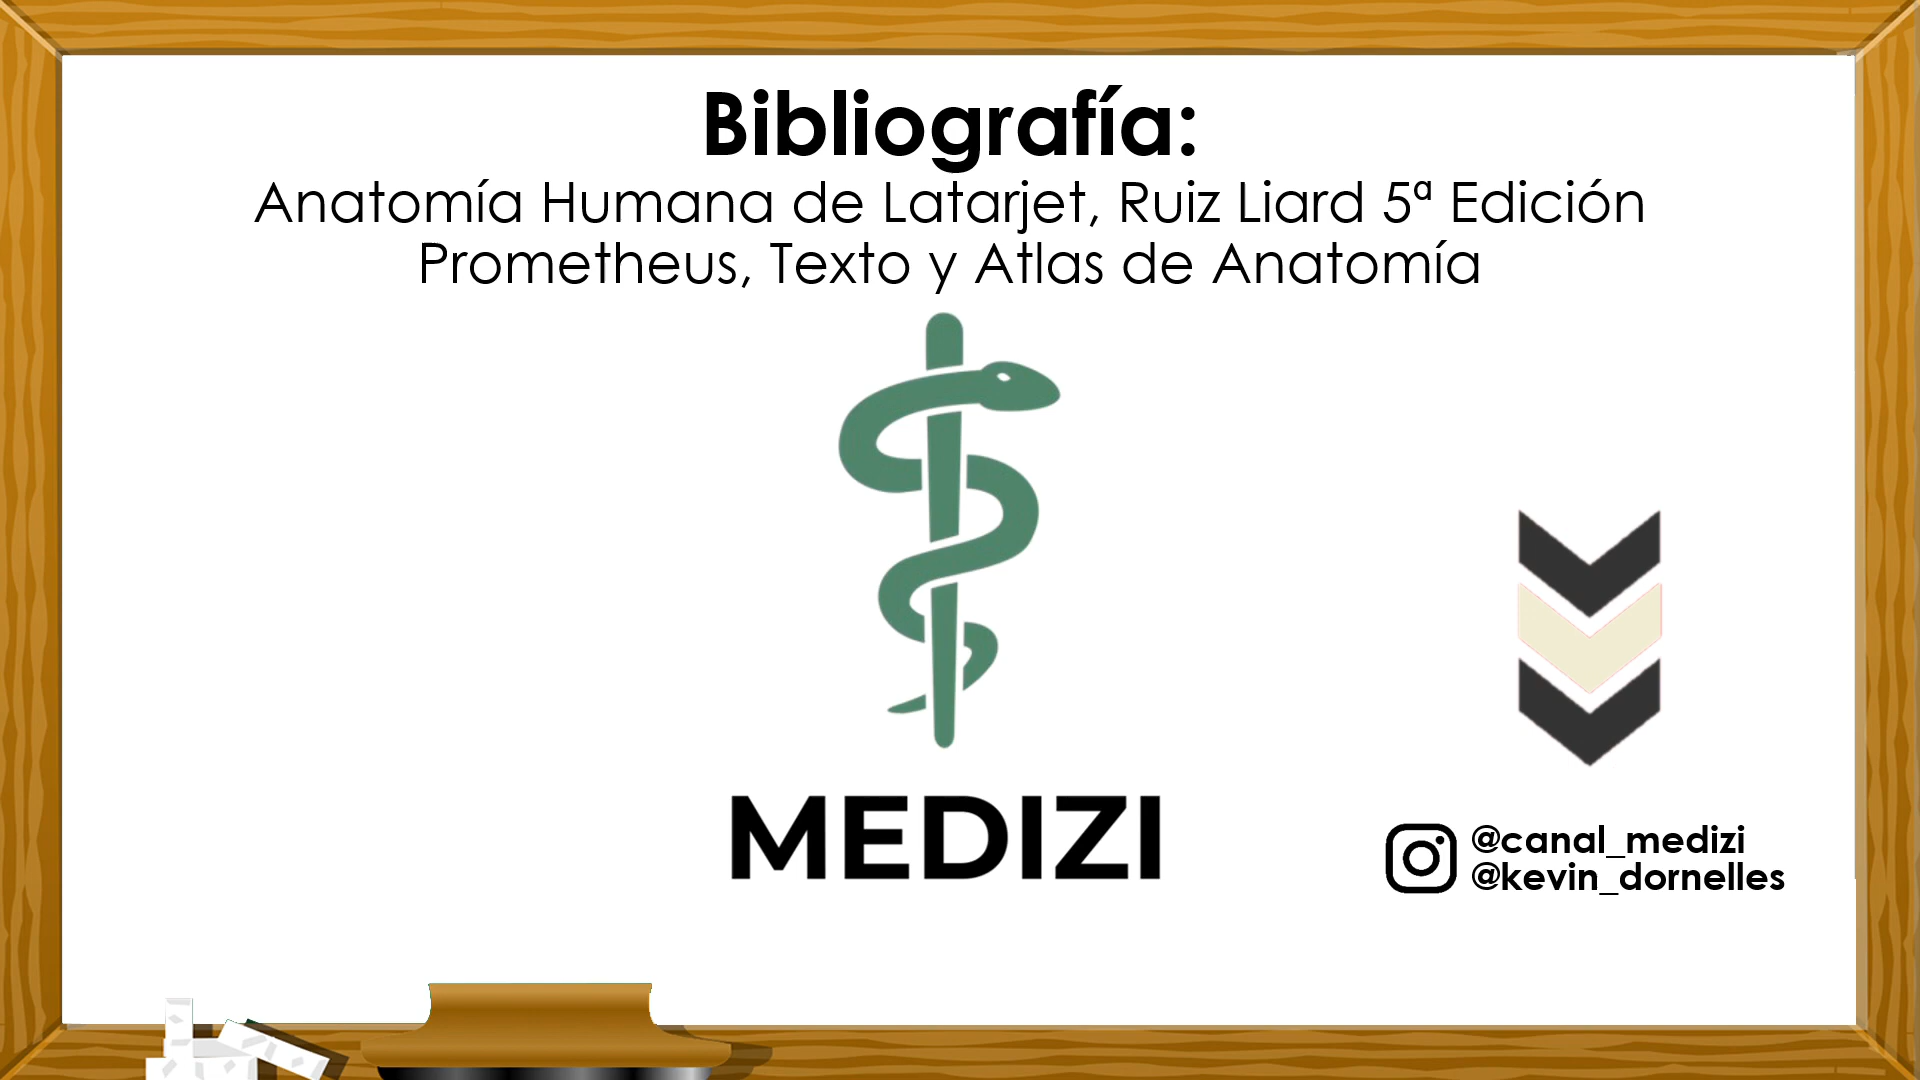 Bibliografía:
Anatomía Humana de Latarjet, Ruiz Liard 5ª Edición
Prometheus, Texto y Atlas de Anatomía
MEDIZI
@canal_medizi
@kevin_dornelles